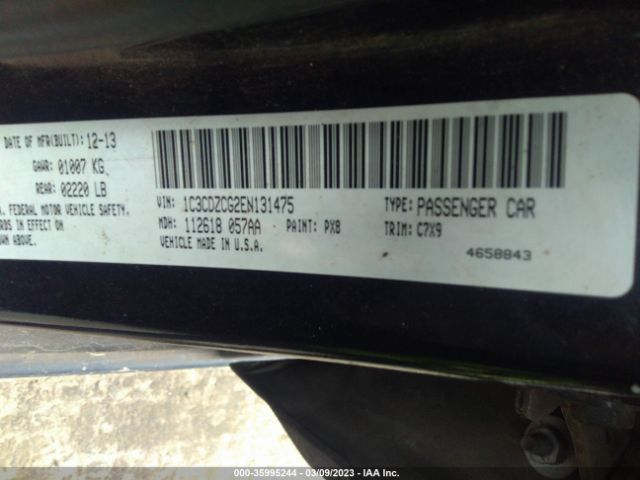 DATE OF MFR(BUILT): 12-13
GAWR: 01007 KG
REAR: 02220 LB
. FEDERAL MOTOR VEHICLE SAFETY,
RDS IN EFFECT ON
WN ABOVE.
VIN: 1C3CDZCG2EN131475
TYPE: PASSENGER CAR
MDH: 112618 057AA
PAINT: PX8
TRIM: C7X9
VEHICLE MADE IN U.S.A.
4658843
000-35995244 - 03/09/2023 - IAA Inc.